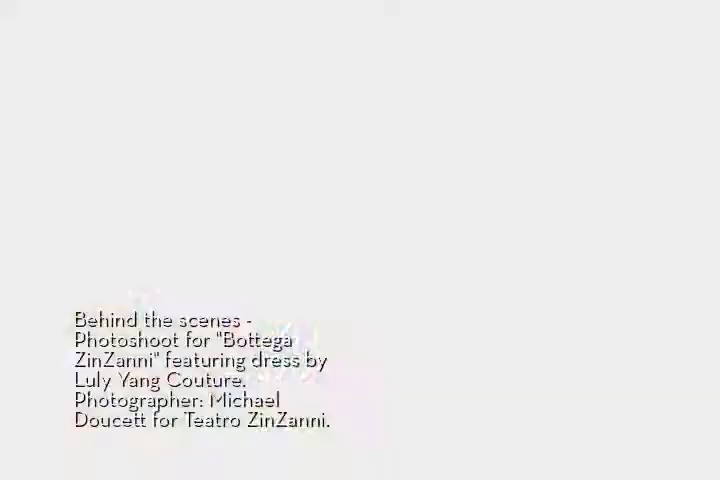 Behind the scenes -
Photoshoot for "Bottega
ZinZanni" featuring dress by
Luly Yang Couture.
Photographer: Michael
Doucett for Teatro ZinZanni.